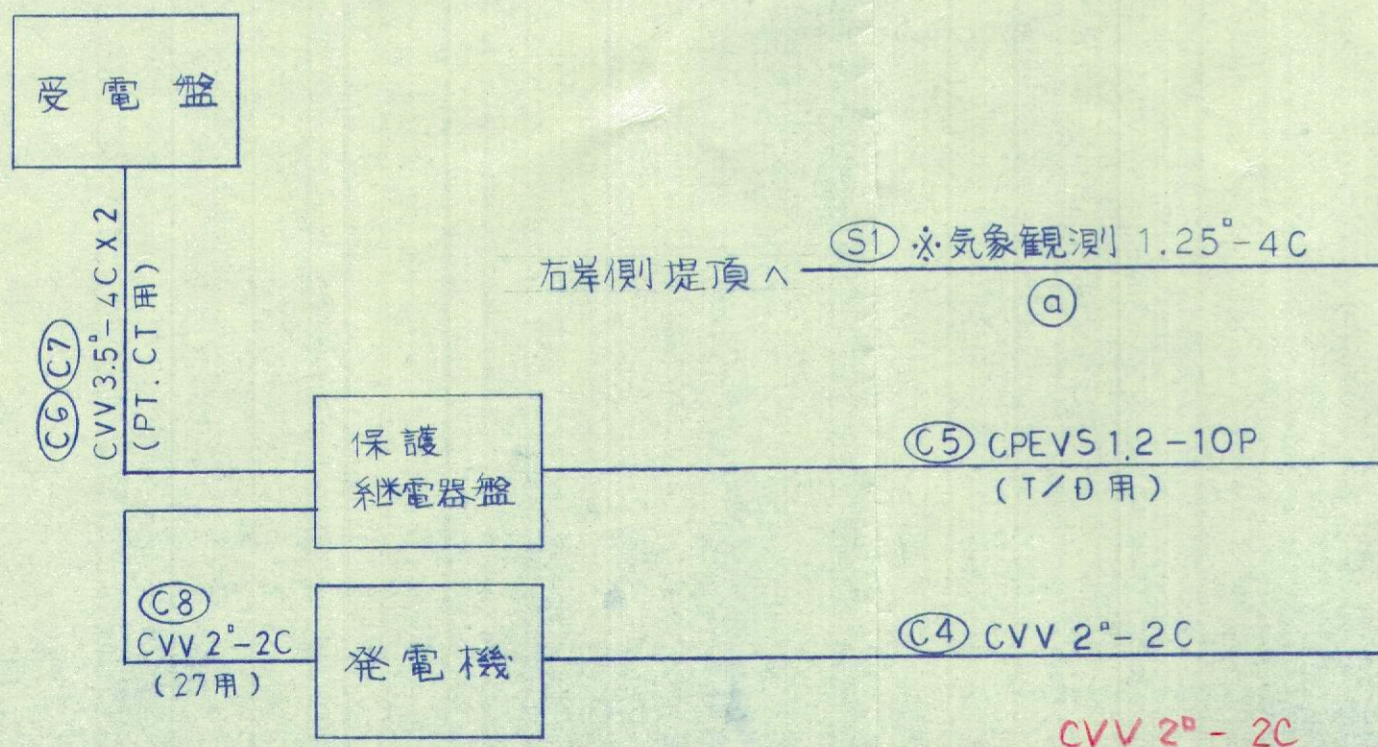 受電盤
C6 C7
CVV 3.5°-4C×2
(PT.CT用)
S1 ※気象観測 1.25°-4C
右岸側堤頂へ
a
保護
継電器盤
C5 CPEVS 1.2-10P
(T/D用)
C8
CVV 2°-2C
(27用)
発電機
C4 CVV 2°-2C
CVV 2°-2C